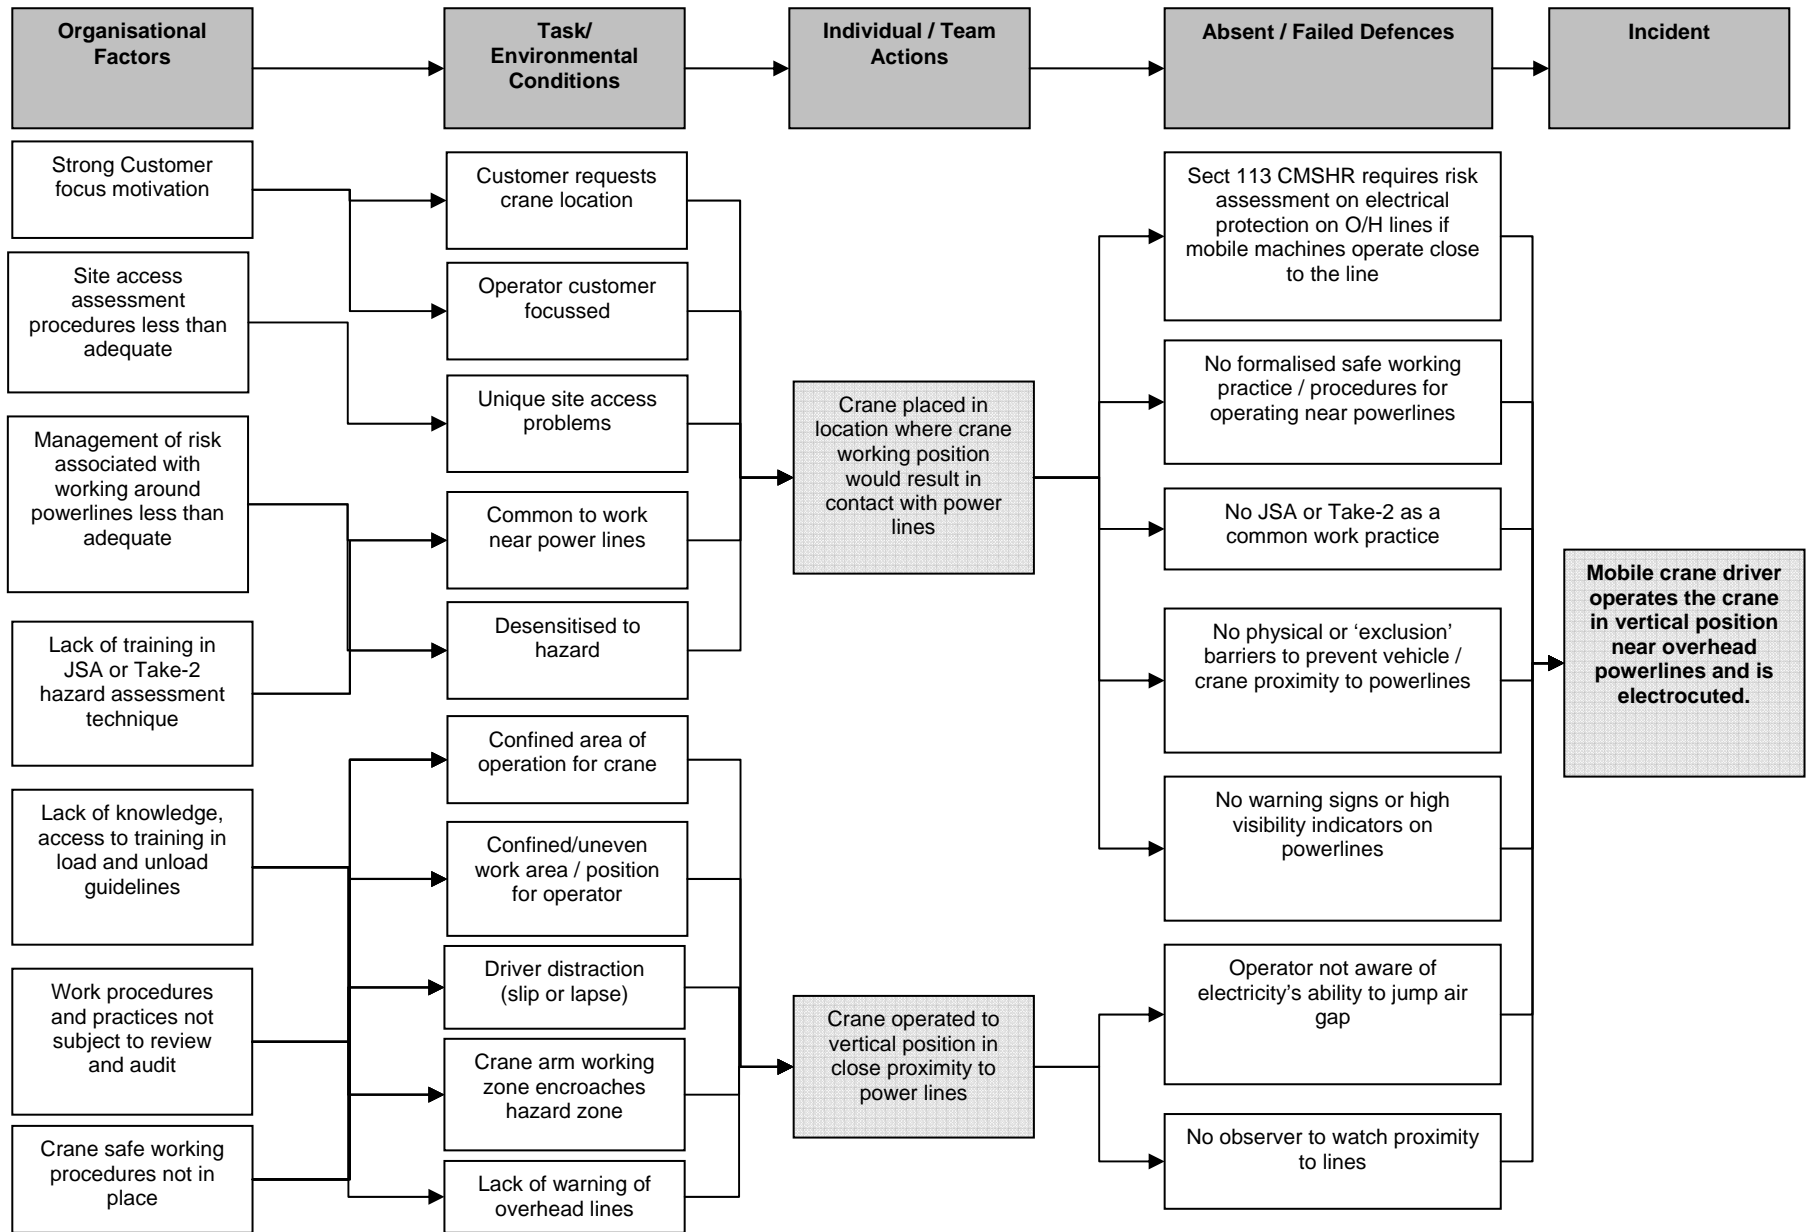 Organisational
Factors
Task/
Environmental
Conditions
Individual / Team
Actions
Absent / Failed Defences
Incident
Strong Customer
focus motivation
Site access
assessment
procedures less than
adequate
Management of risk
associated with
working around
powerlines less than
adequate
Lack of training in
JSA or Take-2
hazard assessment
technique
Lack of knowledge,
access to training in
load and unload
guidelines
Work procedures
and practices not
subject to review
and audit
Crane safe working
procedures not in
place
Customer requests
crane location
Operator customer
focussed
Unique site access
problems
Common to work
near power lines
Desensitised to
hazard
Confined area of
operation for crane
Confined/uneven
work area / position
for operator
Driver distraction
(slip or lapse)
Crane arm working
zone encroaches
hazard zone
Lack of warning of
overhead lines
Crane placed in
location where crane
working position
would result in
contact with power
lines
Crane operated to
vertical position in
close proximity to
power lines
Sect 113 CMSHR requires risk
assessment on electrical
protection on O/H lines if
mobile machines operate close
to the line
No formalised safe working
practice / procedures for
operating near powerlines
No JSA or Take-2 as a
common work practice
No physical or ‘exclusion’
barriers to prevent vehicle /
crane proximity to powerlines
No warning signs or high
visibility indicators on
powerlines
Operator not aware of
electricity’s ability to jump air
gap
No observer to watch proximity
to lines
Mobile crane driver
operates the crane
in vertical position
near overhead
powerlines and is
electrocuted.